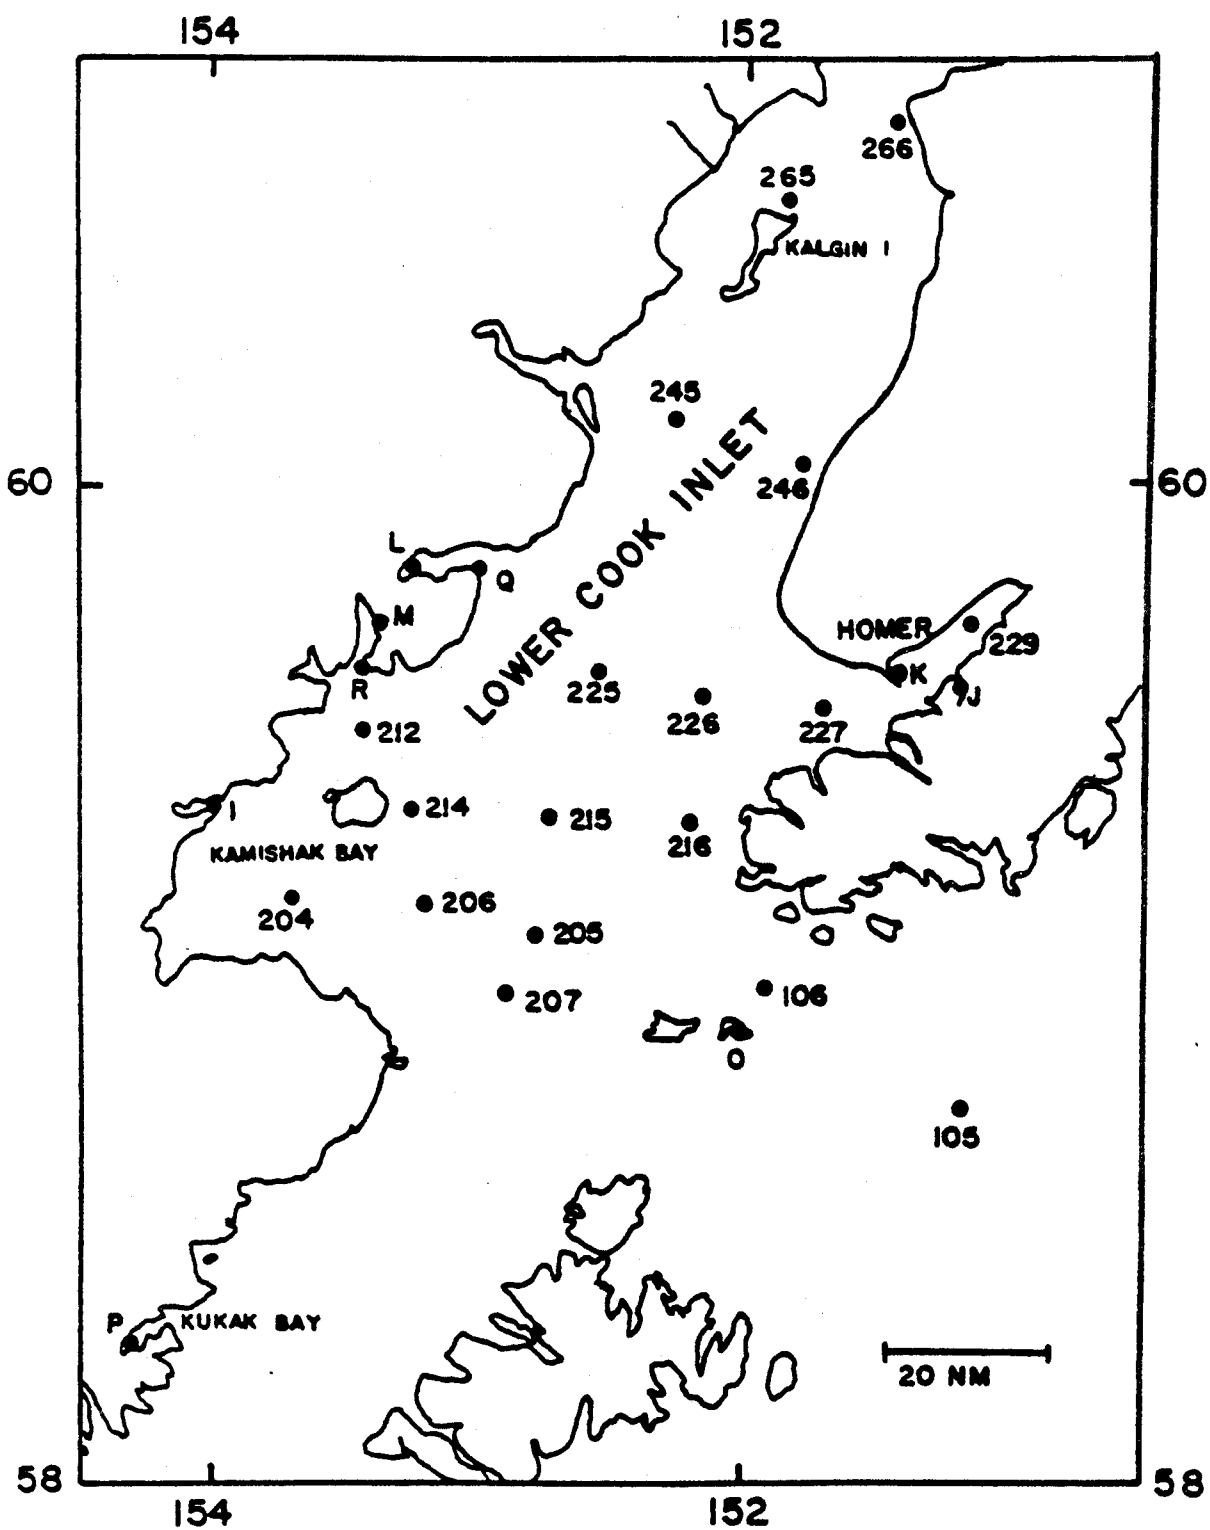 154
152
266
265
KALGIN I
245
LOWER COOK INLET
60
246
60
L
Q
M
HOMER
229
R
225
K
J
226
227
212
I
214
215
216
KAMISHAK BAY
204
206
205
207
106
O
105
P
KUKAK BAY
20 NM
58
58
154
152